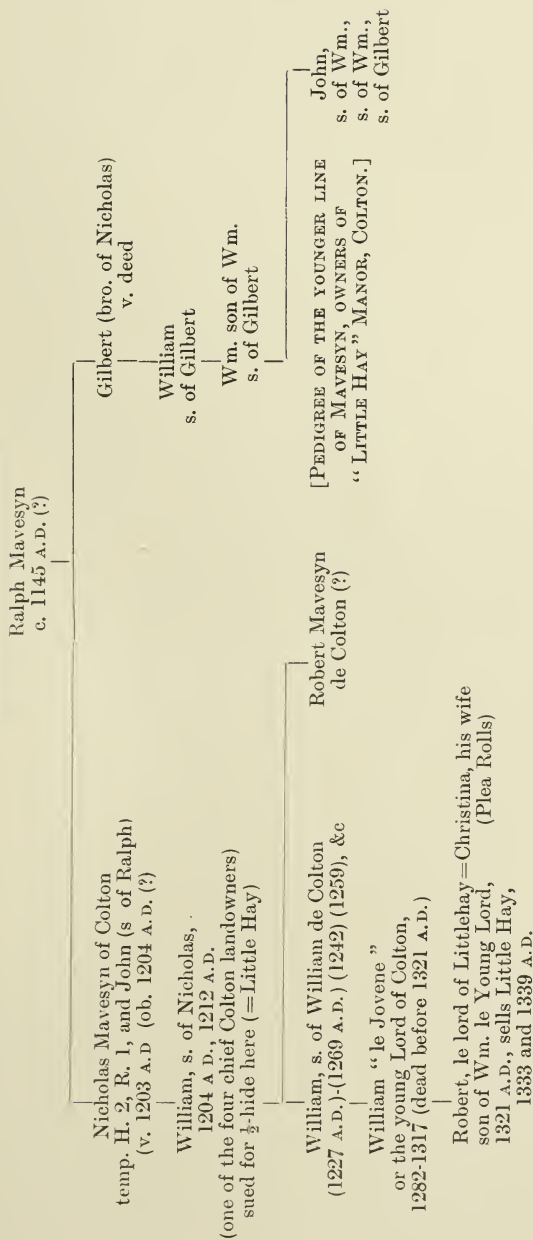 Ralph Mavesyn
c. 1145 A.D. (?)
Nicholas Mavesyn of Colton
temp. H. 2, R. 1, and John (s of Ralph)
(v. 1203 A.D (ob. 1204 A.D. (?)
Gilbert (bro. of Nicholas)
v. deed
William, s. of Nicholas,
1204 A.D., 1212 A.D.
(one of the four chief Colton landowners)
sued for ½-hide here (=Little Hay)
William
s. of Gilbert
Wm. son of Wm.
s. of Gilbert
William, s. of William de Colton
(1227 A.D.)-(1269 A.D.) (1242) (1259), &c
Robert Mavesyn
de Colton (?)
[PEDIGREE OF THE YOUNGER LINE
OF MAVESYN, OWNERS OF
“ LITTLE HAY ” MANOR, COLTON.]
John,
s. of Wm.,
s. of Wm.,
s. of Gilbert
William “ le Jovene ”
or the young Lord of Colton,
1282-1317 (dead before 1321 A.D.)
Robert, le lord of Littlehay=Christina, his wife
son of Wm. le Young Lord, (Plea Rolls)
1321 A.D., sells Little Hay,
1333 and 1339 A.D.